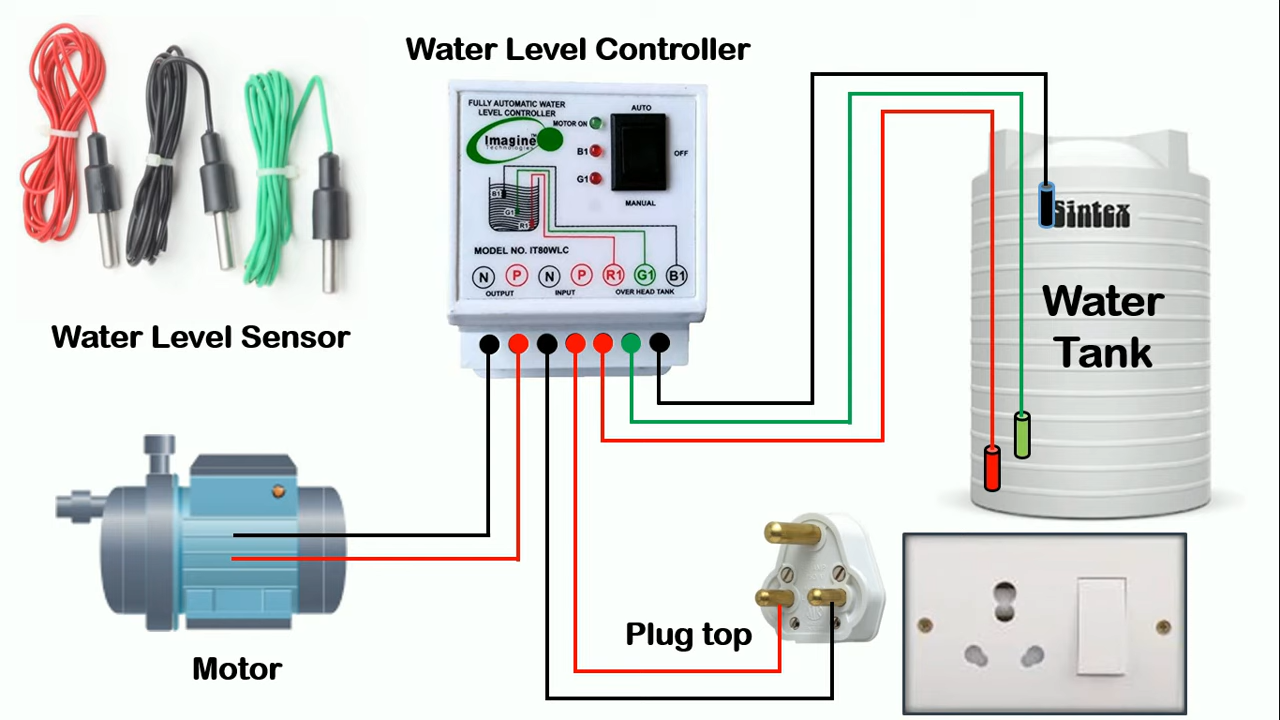 Water Level Controller
FULLY AUTOMATIC WATER
LEVEL CONTROLLER
AUTO
MOTOR ON
Imagine
Technologies
TM
B1
OFF
G1
MANUAL
B1
G1
R1
MODEL NO. IT80WLC
N P N P R1 G1 B1
OUTPUT INPUT OVER HEAD TANK
Water Level Sensor
Sintex
Water
Tank
Plug top
Motor